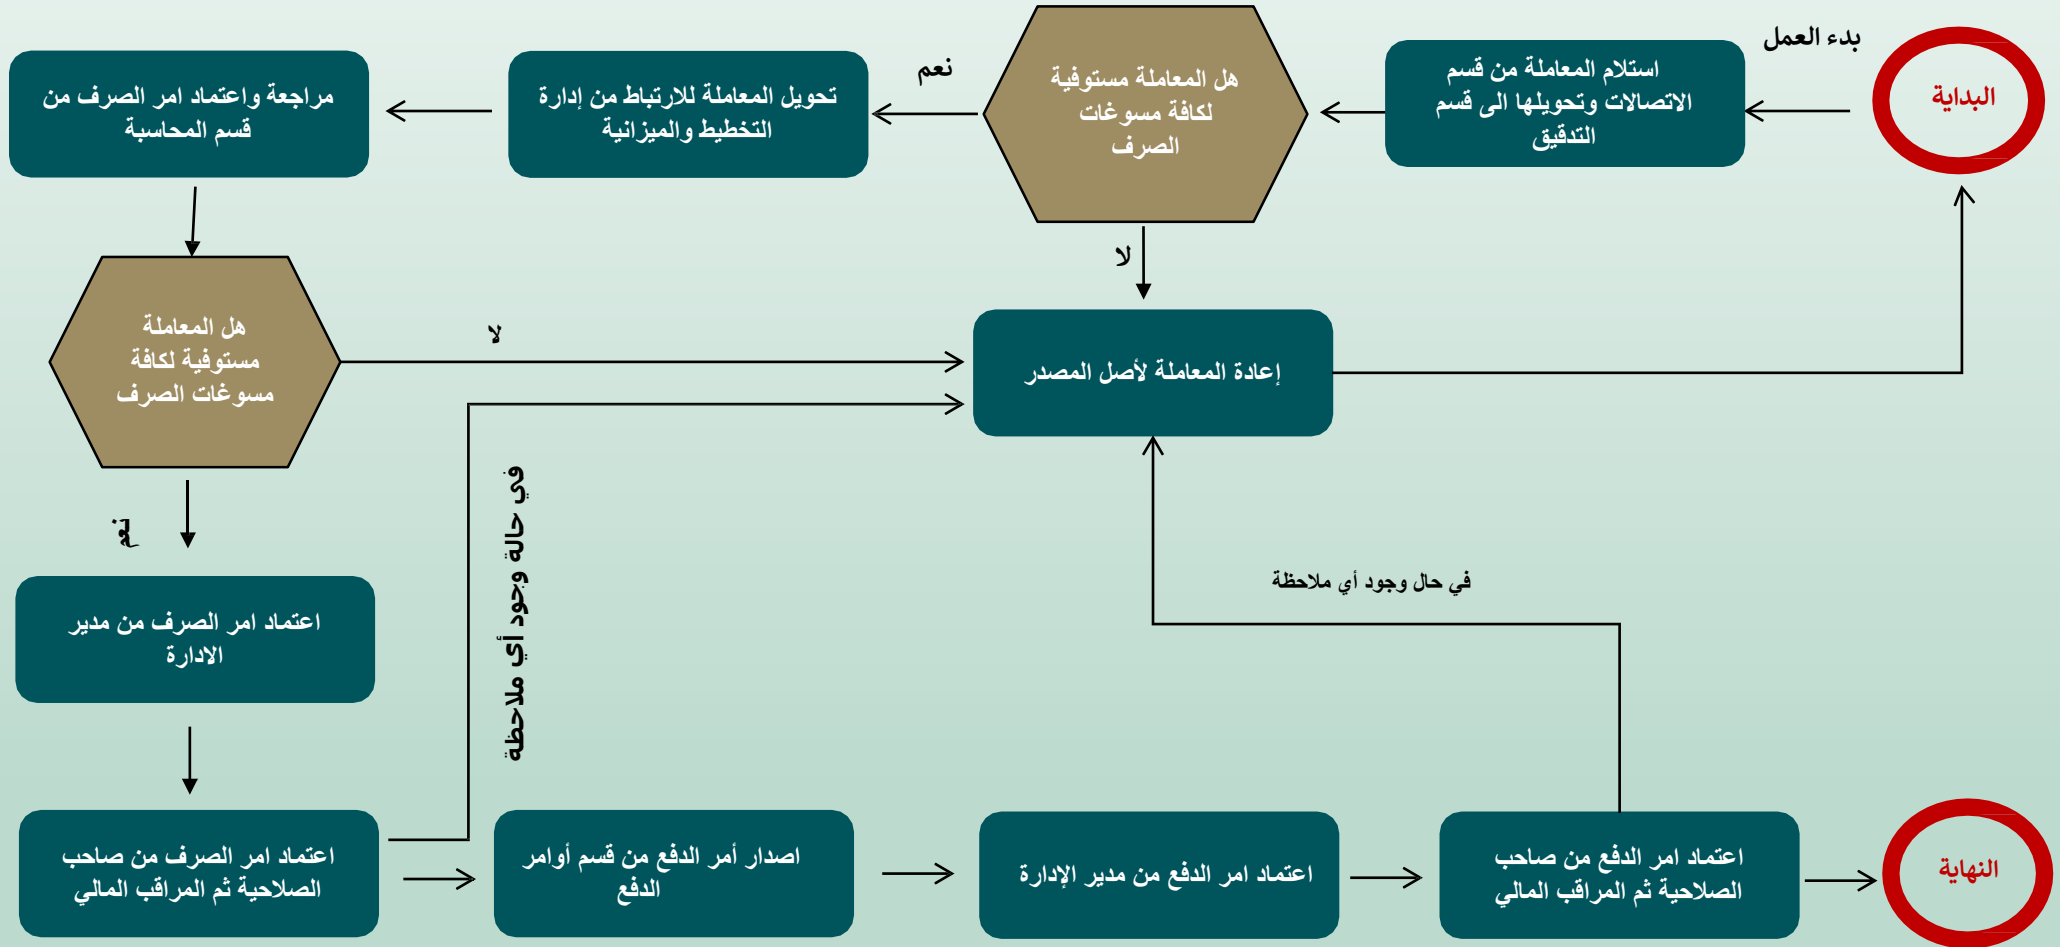 البداية
بدء العمل
استلام المعاملة من قسم
الاتصالات وتحويلها الى قسم
التدقيق
هل المعاملة مستوفية
لكافة مسوغات
الصرف
نعم
تحويل المعاملة للارتباط من إدارة
التخطيط والميزانية
مراجعة واعتماد امر الصرف من
قسم المحاسبة
لا
هل المعاملة
مستوفية لكافة
مسوغات الصرف
لا
إعادة المعاملة لأصل المصدر
نعم
في حالة وجود أي ملاحظة
في حال وجود أي ملاحظة
اعتماد امر الصرف من مدير
الادارة
اعتماد امر الصرف من صاحب
الصلاحية ثم المراقب المالي
اصدار أمر الدفع من قسم أوامر
الدفع
اعتماد امر الدفع من مدير الإدارة
اعتماد امر الدفع من صاحب
الصلاحية ثم المراقب المالي
النهاية